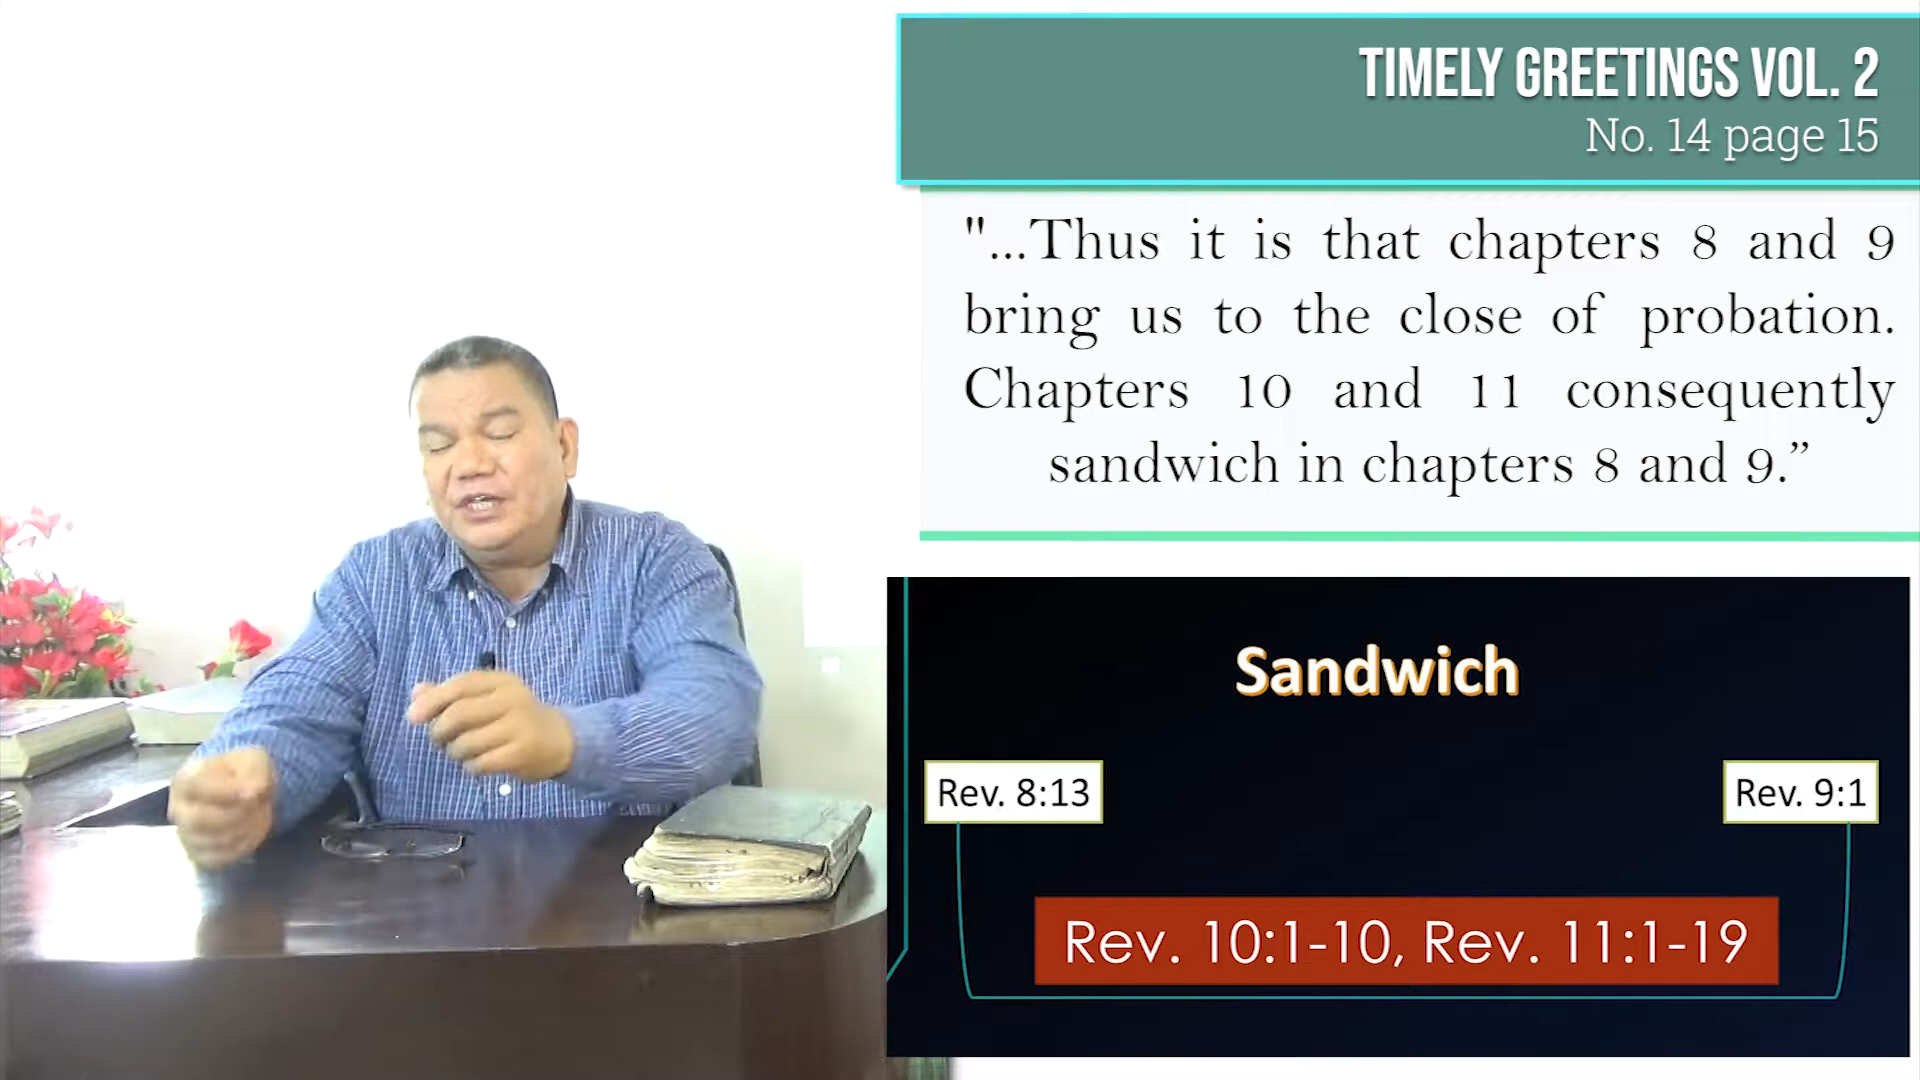 TIMELY GREETINGS VOL. 2
No. 14 page 15
"...Thus it is that chapters 8 and 9
bring us to the close of probation.
Chapters 10 and 11 consequently
sandwich in chapters 8 and 9.”
Sandwich
Rev. 8:13
Rev. 9:1
Rev. 10:1-10, Rev. 11:1-19